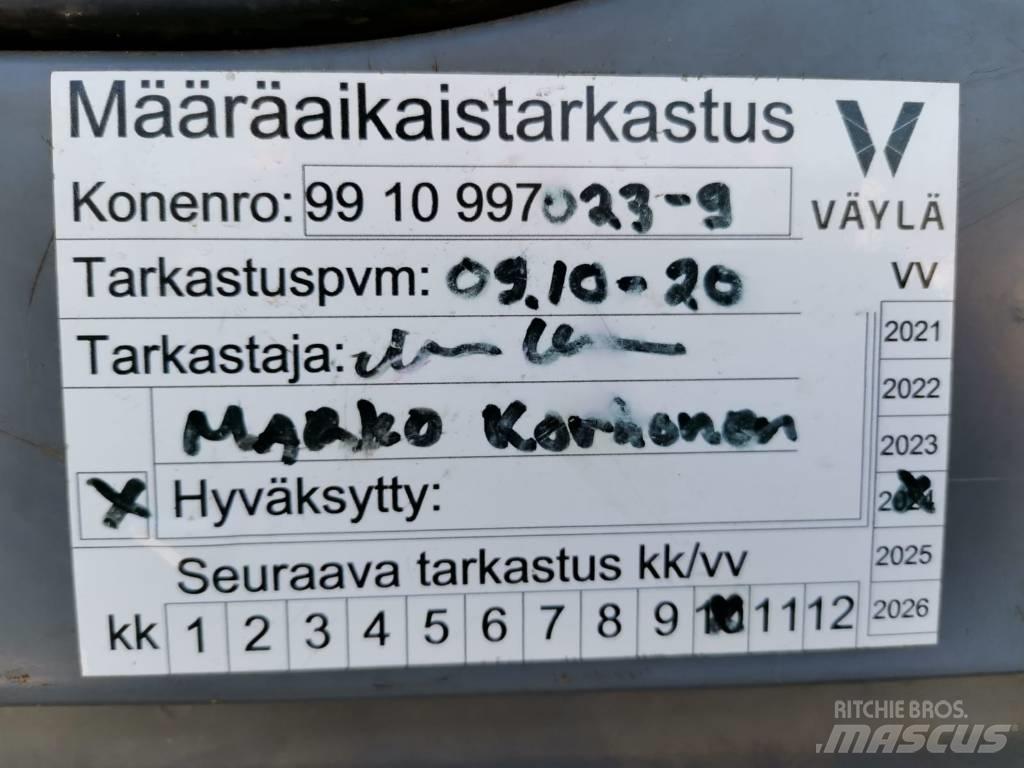 Määräaikaistarkastus
Konenro: 99 10 997023-9
VÄYLÄ
Tarkastuspvm: 09.10-20
VV
Tarkastaja:
2021
2022
MARKO Korhonen
2023
X Hyväksytty:
2024
Seuraava tarkastus kk/vv
2025
kk 1 2 3 4 5 6 7 8 9 10 11 12
2026
RITCHIE BROS.
MASCUS